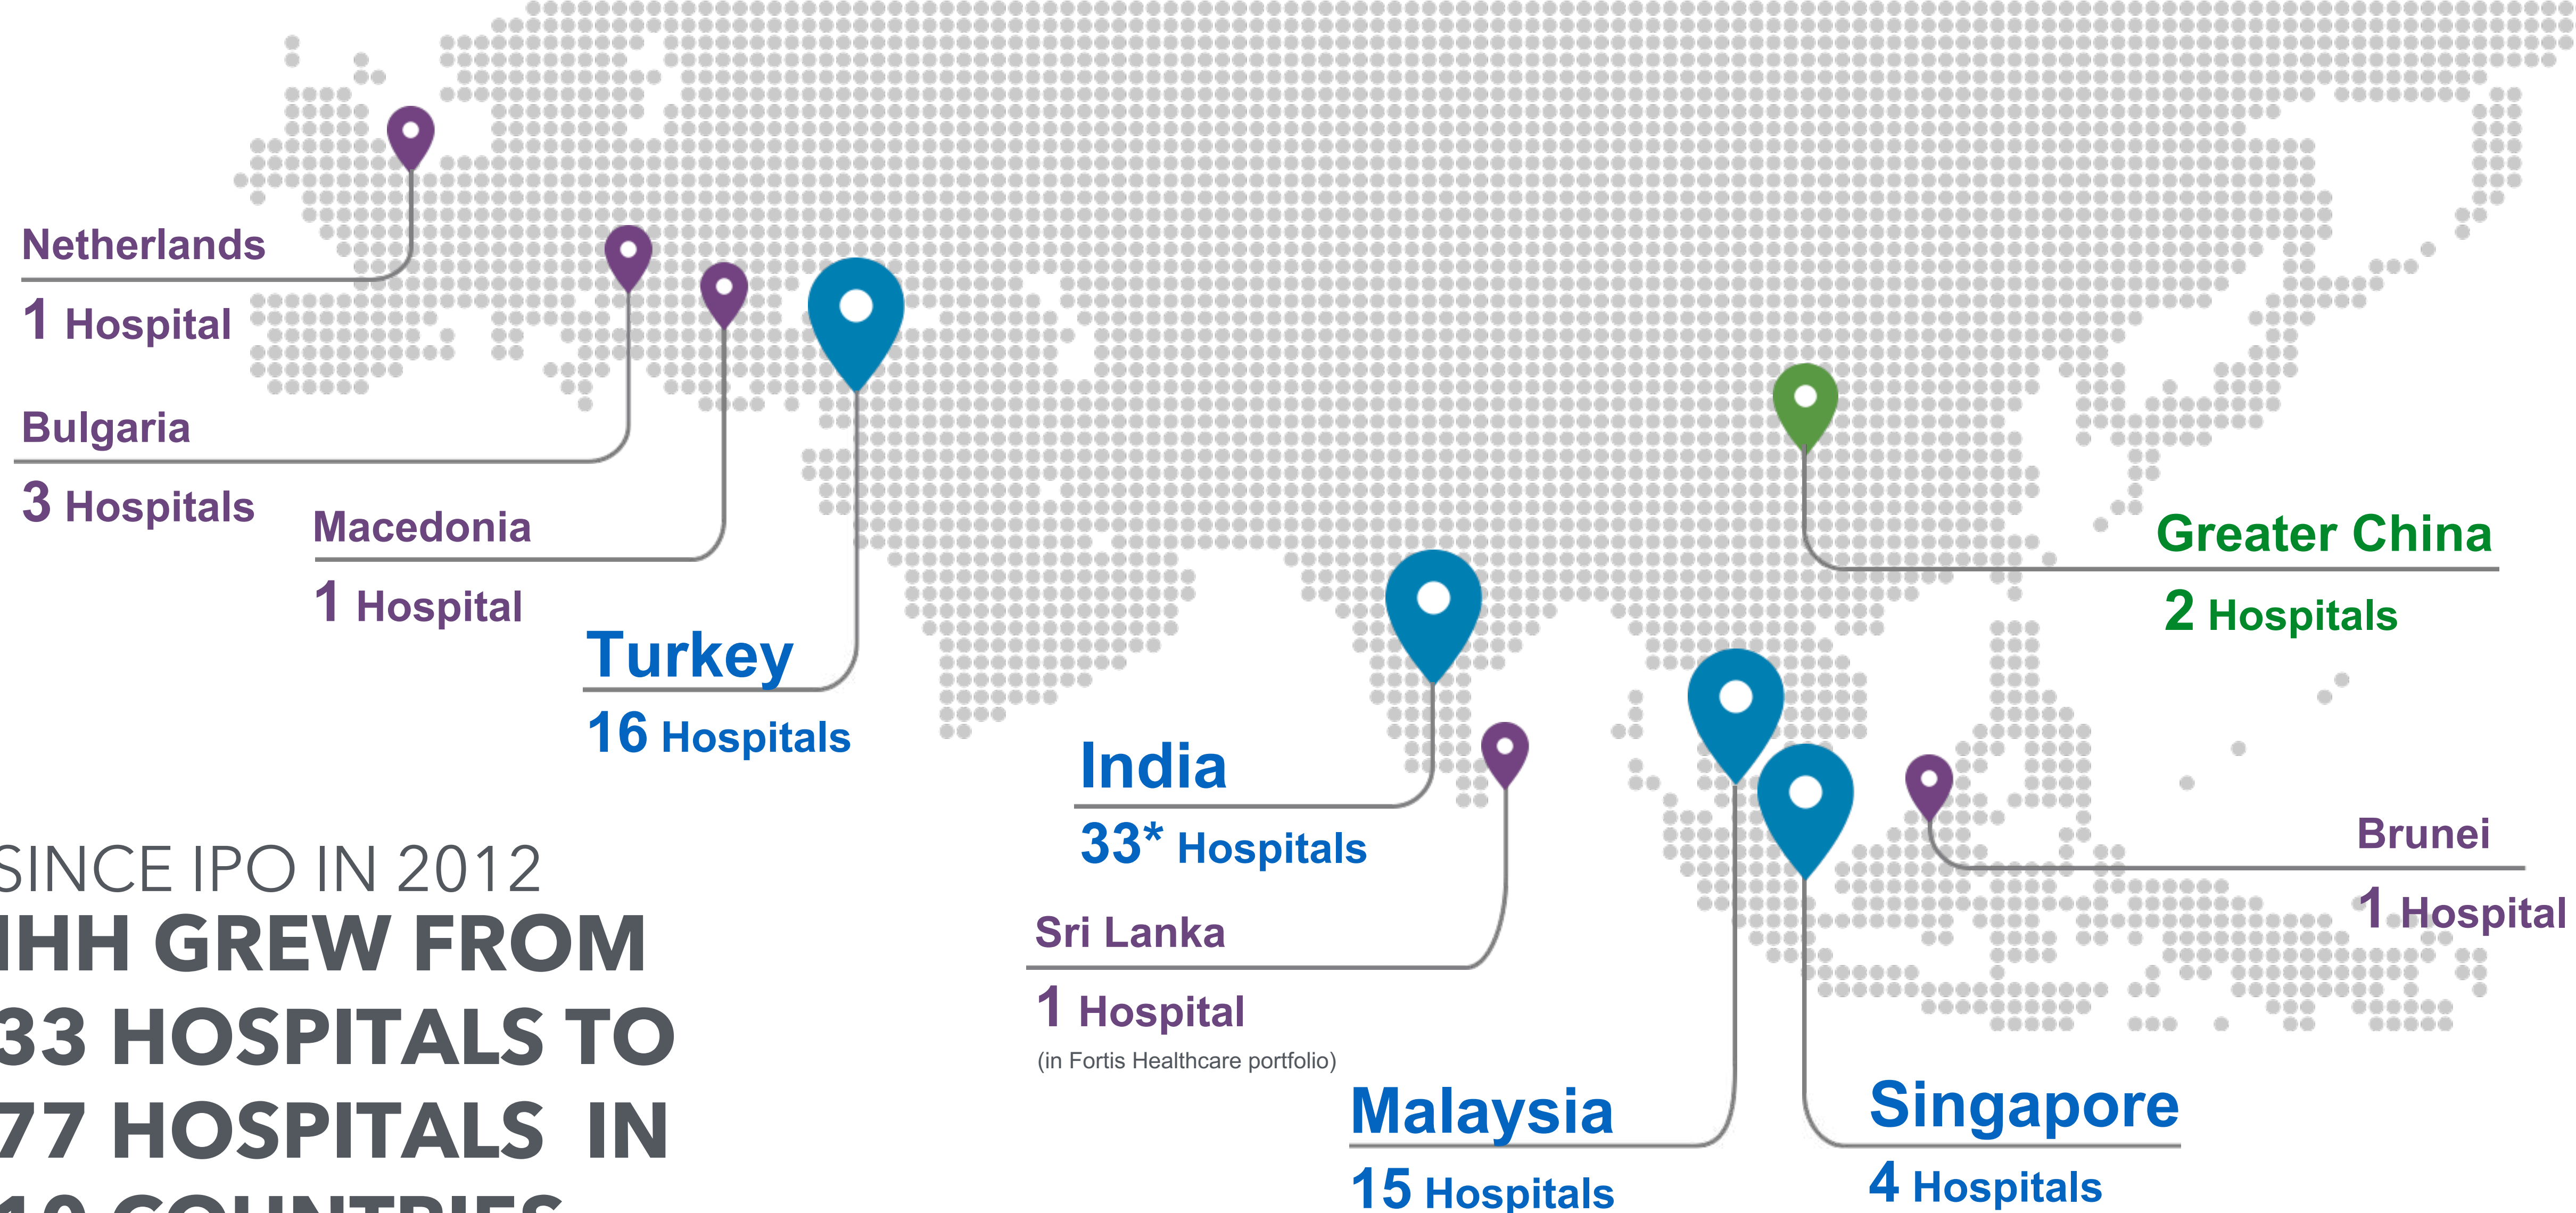 Netherlands
1 Hospital
Bulgaria
3 Hospitals
Macedonia
1 Hospital
Turkey
16 Hospitals
India
33* Hospitals
Sri Lanka
1 Hospital
(in Fortis Healthcare portfolio)
Malaysia
15 Hospitals
Singapore
4 Hospitals
Greater China
2 Hospitals
Brunei
1 Hospital
SINCE IPO IN 2012
IHH GREW FROM
33 HOSPITALS TO
77 HOSPITALS IN
10 COUNTRIES